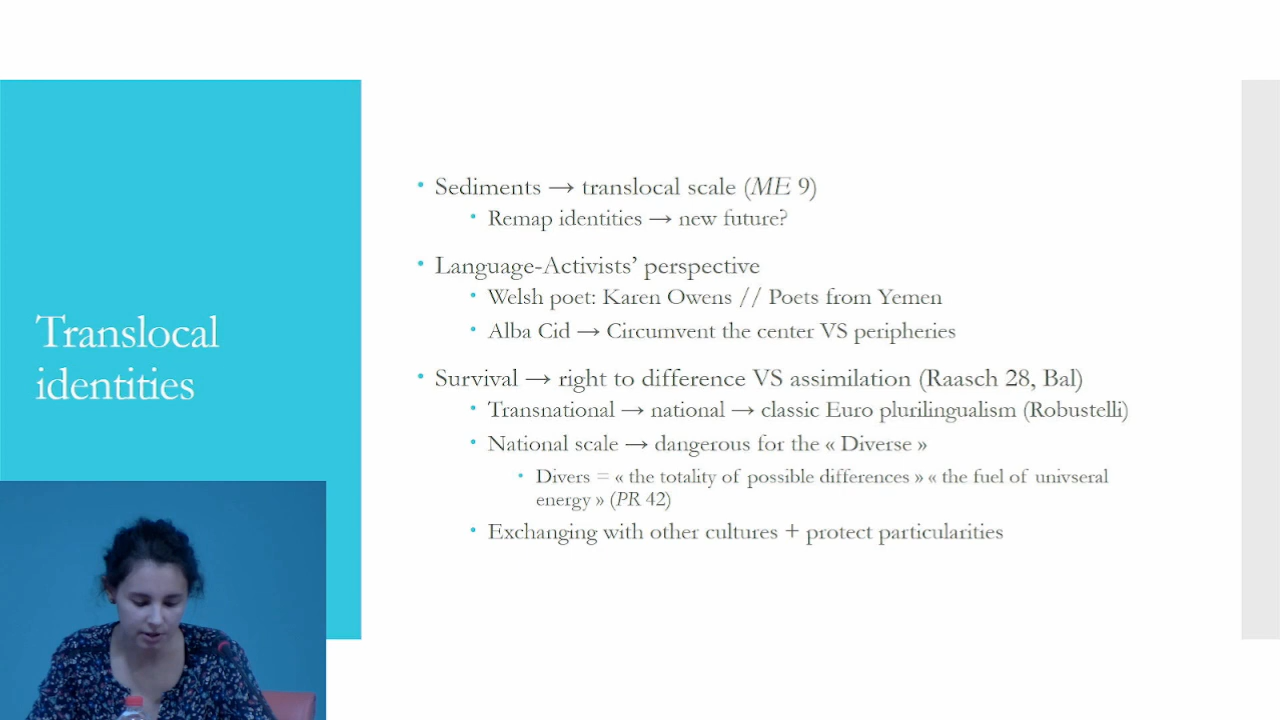 Translocal
identities
• Sediments → translocal scale (ME 9)
• Remap identities → new future?
• Language-Activists’ perspective
• Welsh poet: Karen Owens // Poets from Yemen
• Alba Cid → Circumvent the center VS peripheries
• Survival → right to difference VS assimilation (Raasch 28, Bal)
• Transnational → national → classic Euro plurilingualism (Robustelli)
• National scale → dangerous for the « Diverse »
• Divers = « the totality of possible differences » « the fuel of univseral
energy » (PR 42)
• Exchanging with other cultures + protect particularities